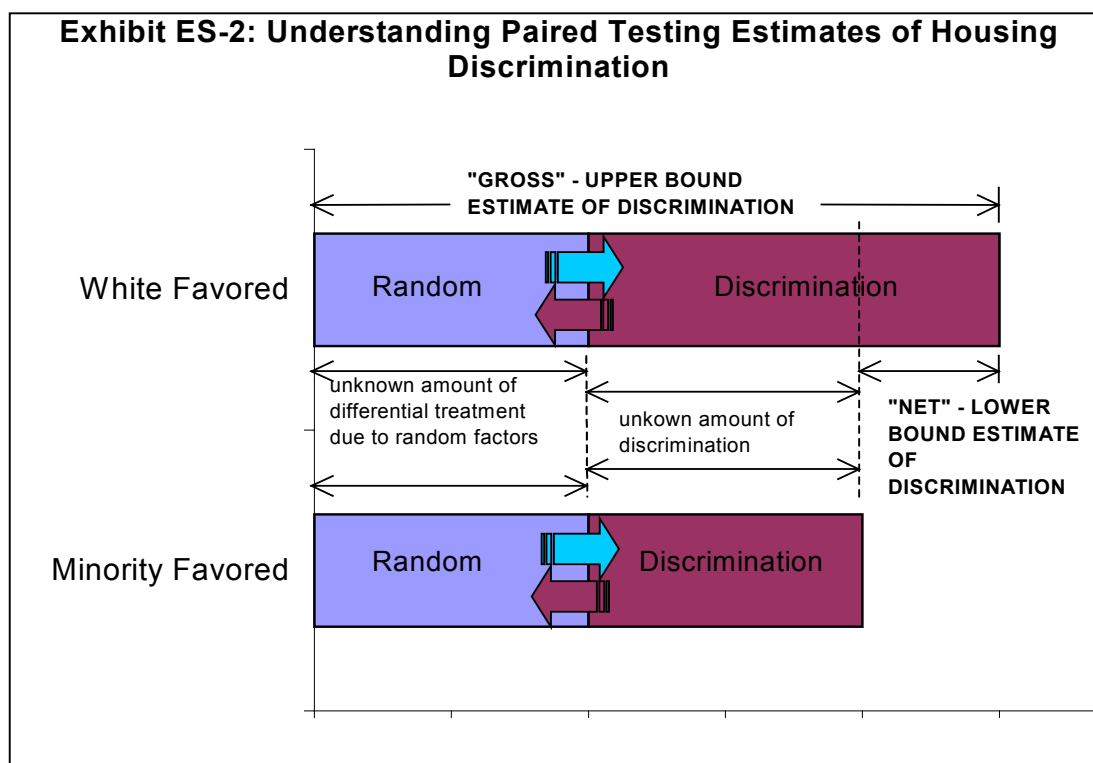 Exhibit ES-2: Understanding Paired Testing Estimates of Housing
Discrimination
"GROSS" - UPPER BOUND
ESTIMATE OF DISCRIMINATION
White Favored
Random
Discrimination
unknown amount of
differential treatment
due to random factors
unkown amount of
discrimination
"NET" - LOWER
BOUND ESTIMATE
OF
DISCRIMINATION
Minority Favored
Random
Discrimination